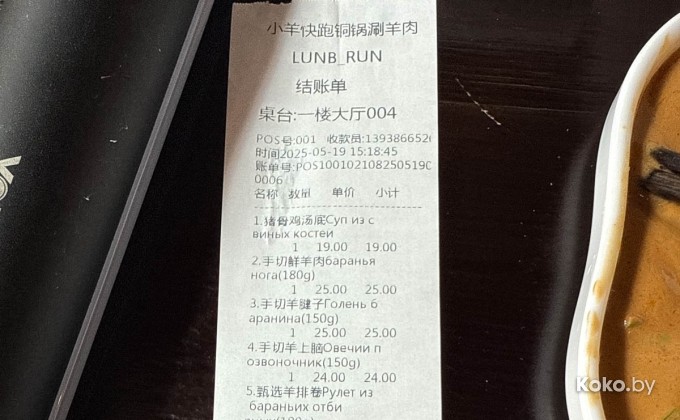 小羊快跑铜锅涮羊肉
LUNB_RUN
结账单
桌台:一楼大厅004
POS号:001 收款员:1393866526
时间2025-05-19 15:18:45
账单号:POS1001021082505190
0006
名称 数量 单价 小计
1.猪骨鸡汤底Суп из с
виных костей
1 19.00 19.00
2.手切鲜羊肉баранья
нога(180g)
1 25.00 25.00
3.手切羊腱子Голень б
аранина(150g)
1 25.00 25.00
4.手切羊上脑Овечий п
озвоночник(150g)
1 24.00 24.00
5.甄选羊排卷Рулет из
бараньих отби
Koko.by